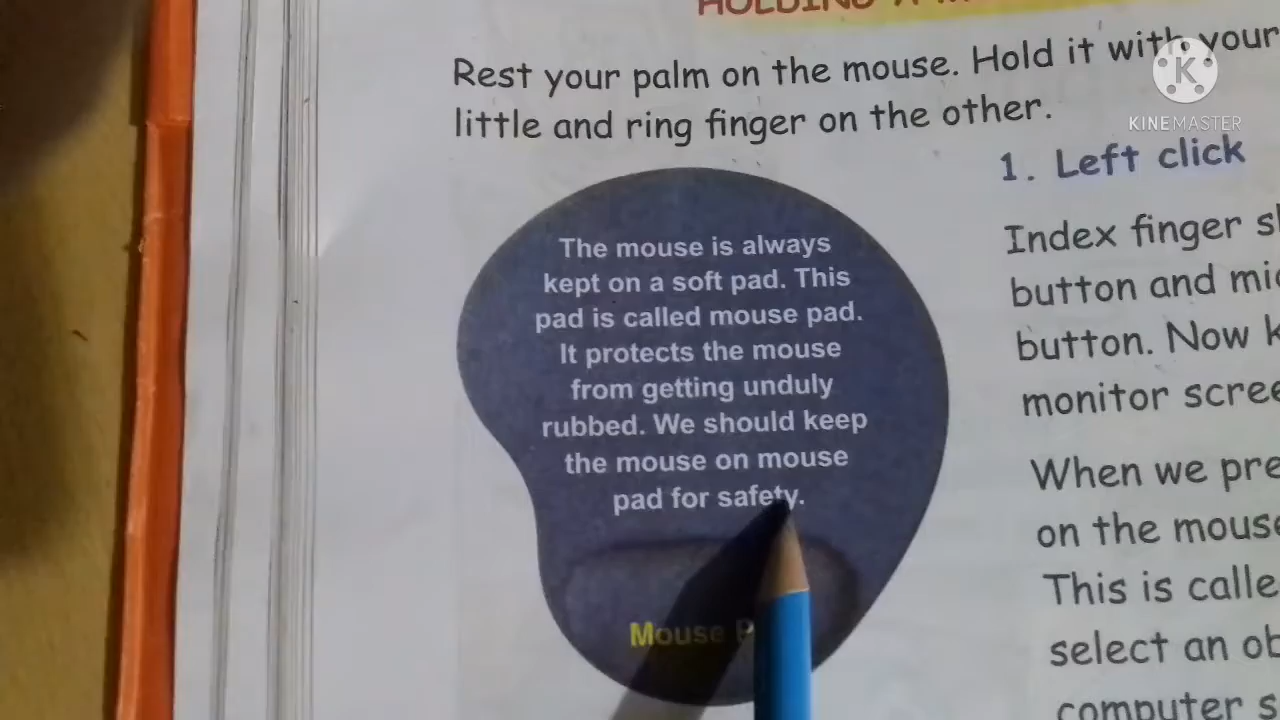 Rest your palm on the mouse. Hold it with your
little and ring finger on the other.
KINEMASTER
1. Left click
The mouse is always
kept on a soft pad. This
pad is called mouse pad.
It protects the mouse
from getting unduly
rubbed. We should keep
the mouse on mouse
pad for safety.
Mouse
Index finger
button and
button. Now
monitor
When we
on the mouse
This is
select an
computer